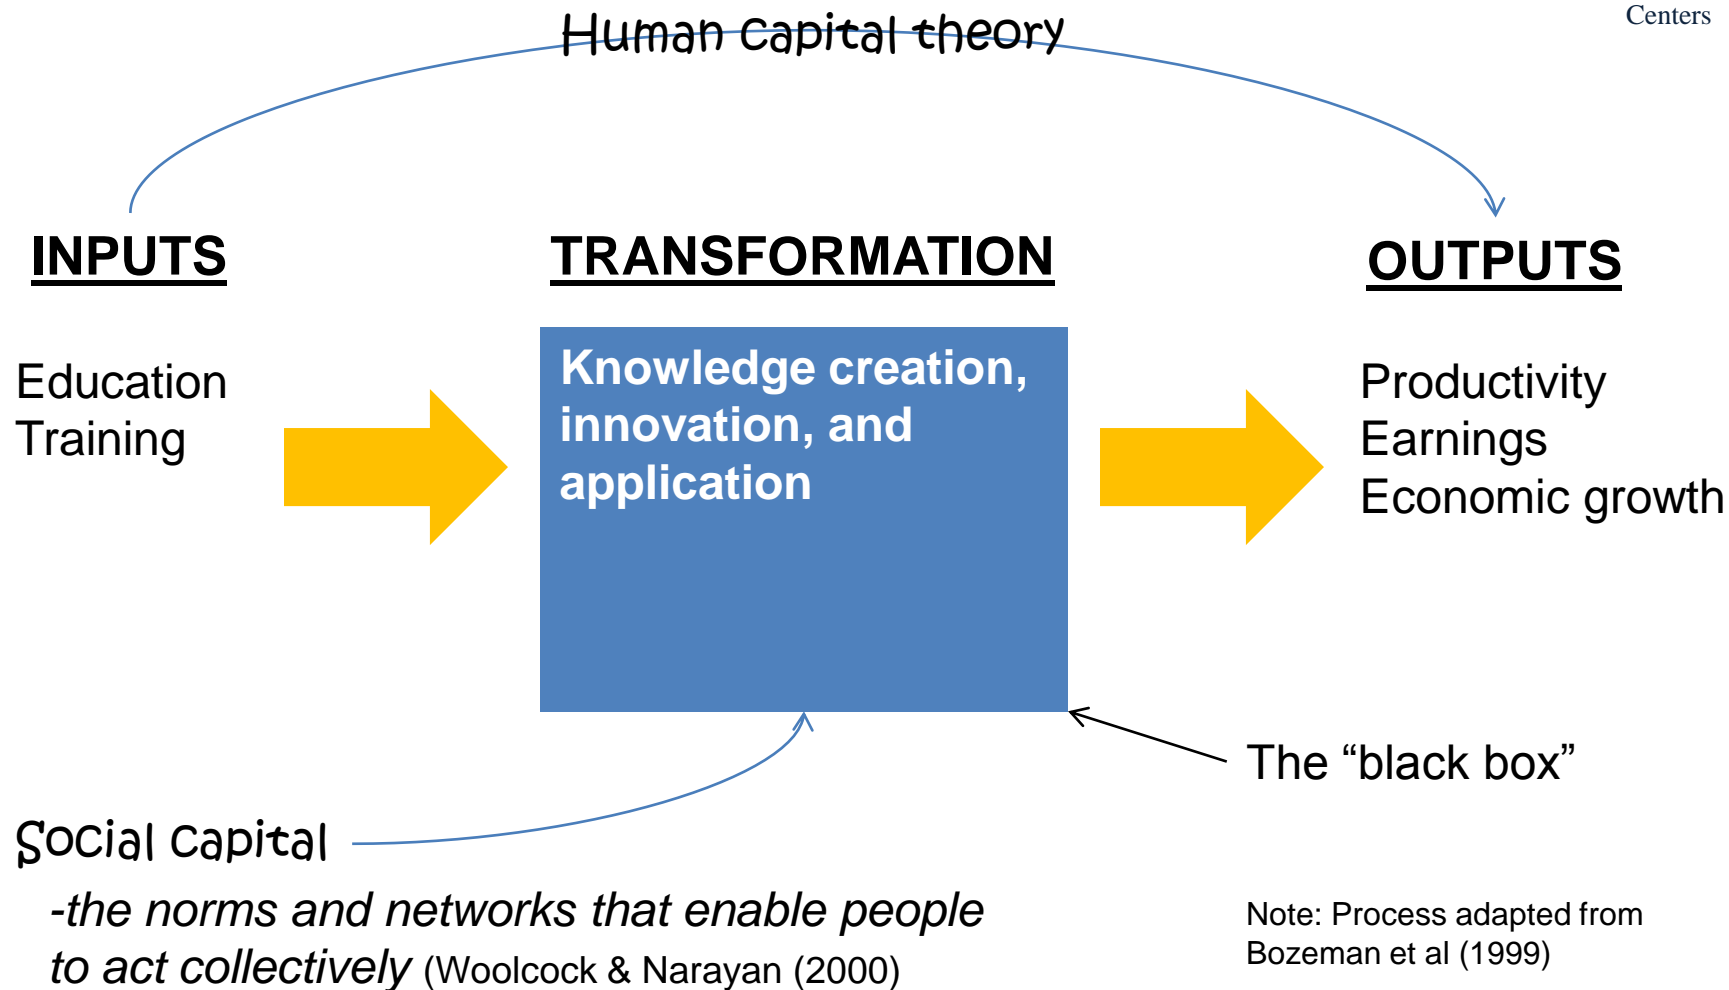 Centers
Human capital theory
INPUTS
TRANSFORMATION
OUTPUTS
Education
Training
Knowledge creation,
innovation, and
application
Productivity
Earnings
Economic growth
The “black box”
Social capital
-the norms and networks that enable people
to act collectively (Woolcock & Narayan (2000)
Note: Process adapted from
Bozeman et al (1999)